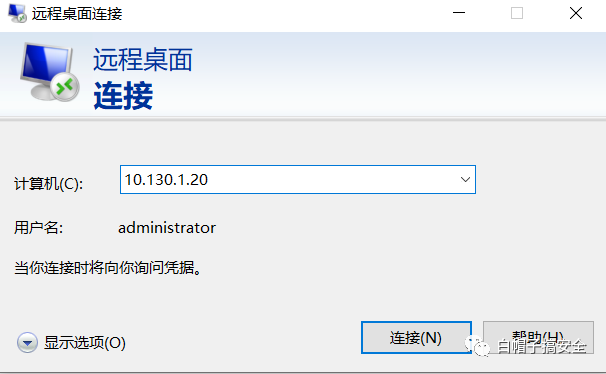 远程桌面连接
远程桌面
连接
计算机(C):
10.130.1.20
用户名:
administrator
当你连接时将向你询问凭据。
显示选项(O)
连接(N)
帮助(H)
白帽子搞安全